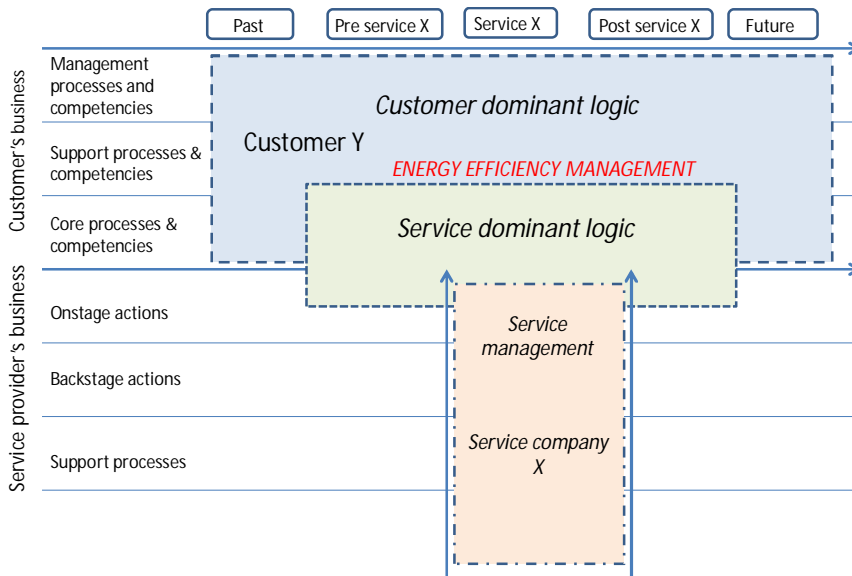 Past
Pre service X
Service X
Post service X
Future
Customer's business
Management
processes and
competencies
Customer dominant logic
Customer Y
Support processes &
competencies
ENERGY EFFICIENCY MANAGEMENT
Core processes &
competencies
Service dominant logic
Service provider's business
Onstage actions
Service
management
Backstage actions
Support processes
Service company
X